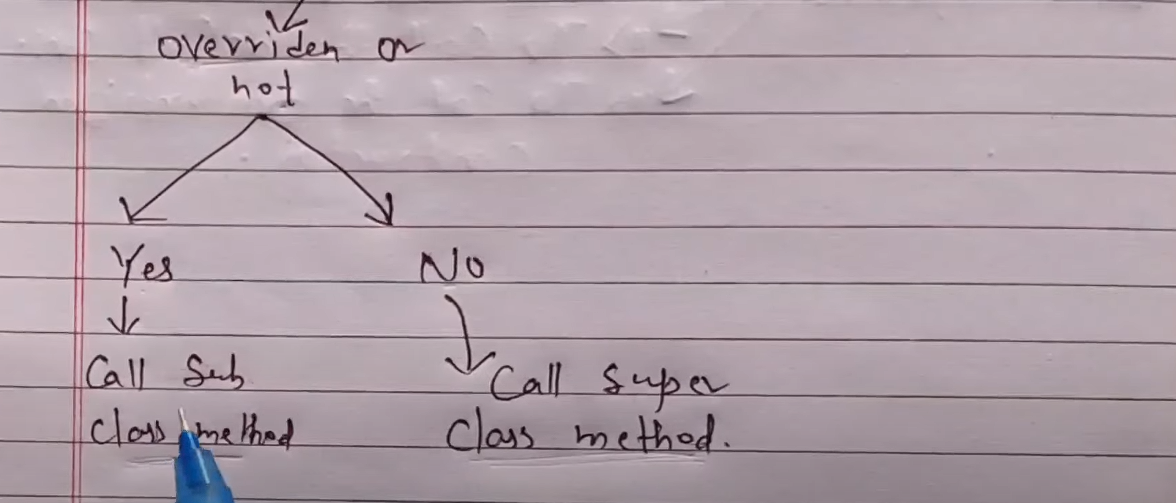 overriden or
not
Yes No
Call Sub Call Super
Class method Class method.